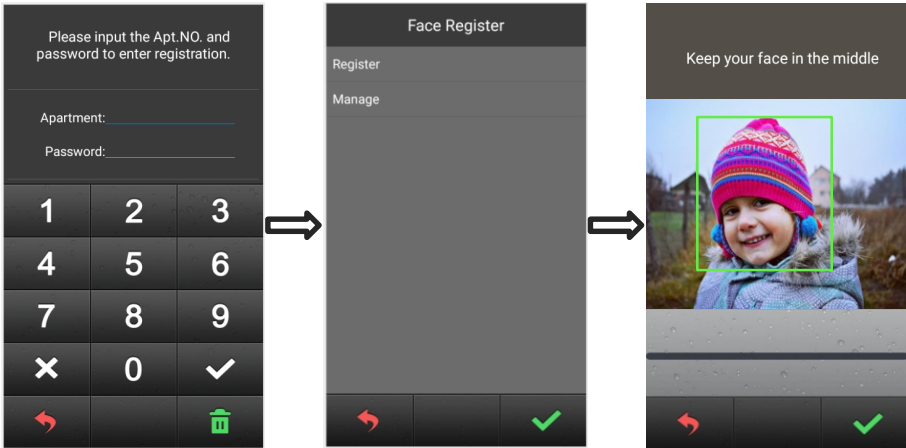 Please input the Apt.NO. and
password to enter registration.
Apartment:
Password:
1 2 3
4 5 6
7 8 9
0
Face Register
Register
Manage
Keep your face in the middle